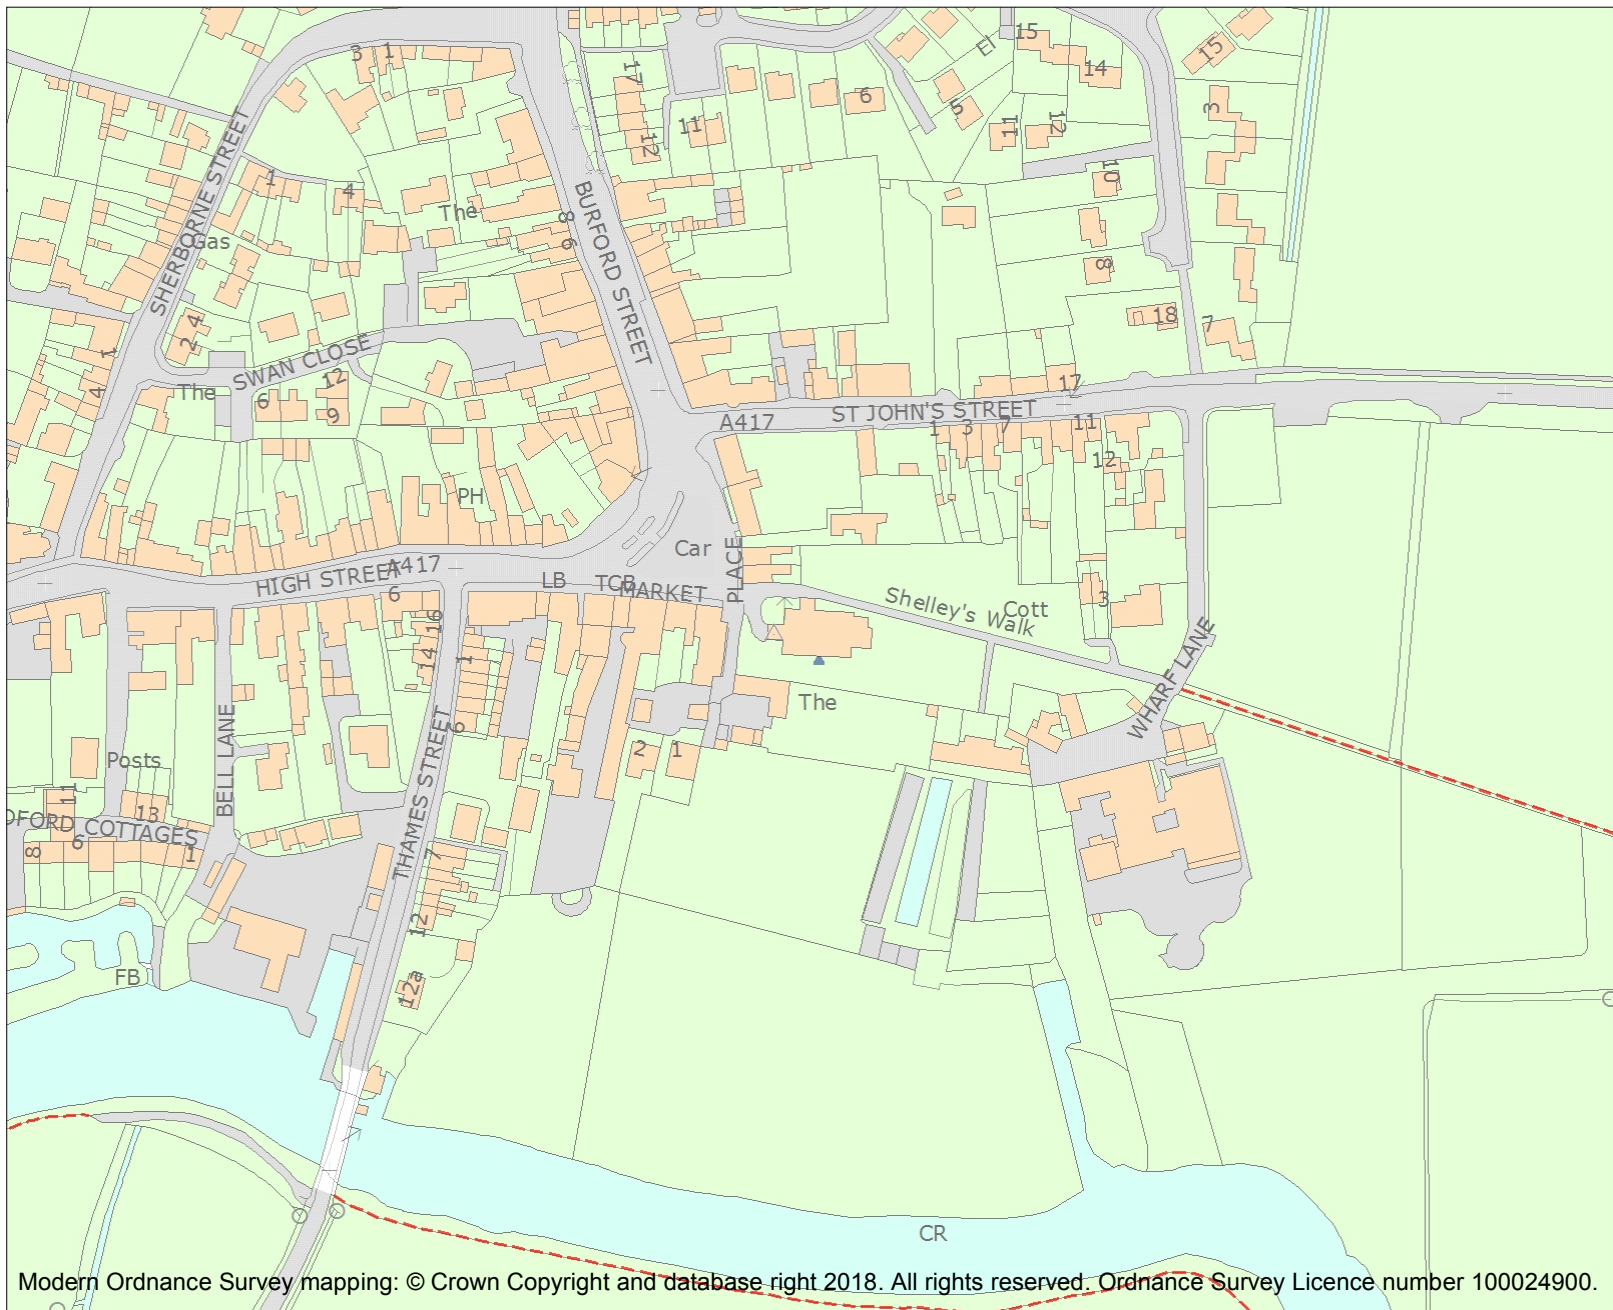 15
El
14
15
3
1
17
6
5
3
11
12
11
12
10
1
4
The
8
6
BURFORD STREET
SHERBORNE STREET
Gas
8
18
7
2 4
1
4
SWAN CLOSE
The
12
6
9
17
A417
ST JOHN'S STREET
1
3
7
11
12
PH
Car
PLACE
HIGH STREET
A417
LB
TCB
MARKET
6
16
14
1
Shelley's Walk
Cott
3
WHARF LANE
The
BELL LANE
THAMES STREET
6
2
1
Posts
11
13
DFORD COTTAGES
8
6
1
7
12
12a
FB
CR
Modern Ordnance Survey mapping: © Crown Copyright and database right 2018. All rights reserved. Ordnance Survey Licence number 100024900.